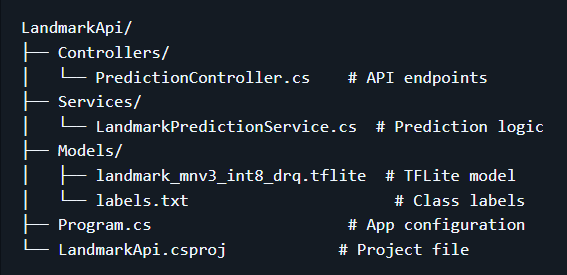 LandmarkApi/
├── Controllers/
│   └── PredictionController.cs    # API endpoints
├── Services/
│   └── LandmarkPredictionService.cs  # Prediction logic
├── Models/
│   ├── landmark_mnv3_int8_drq.tflite  # TFLite model
│   └── labels.txt                     # Class labels
├── Program.cs                    # App configuration
└── LandmarkApi.csproj           # Project file